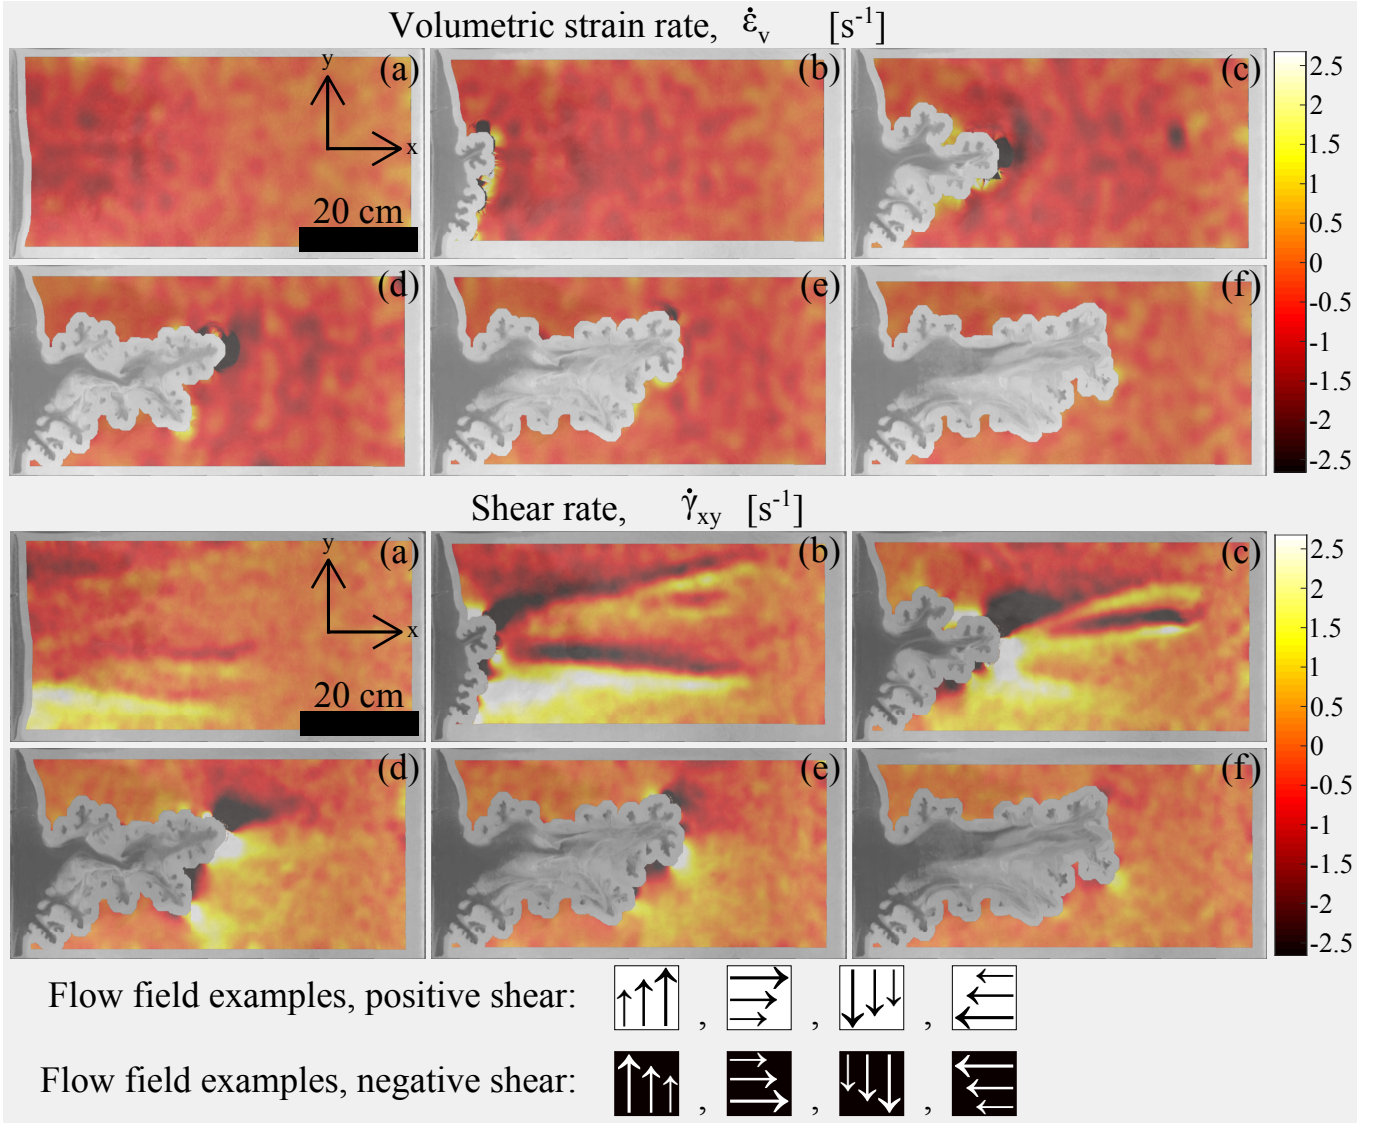 Volumetric strain rate, ε̇v [s-1]
(a)
y
x
20 cm
(b)
(c)
(d)
(e)
(f)
2.5
2
1.5
1
0.5
0
-0.5
-1
-1.5
-2
-2.5
Shear rate, γ̇xy [s-1]
(a)
y
x
20 cm
(b)
(c)
(d)
(e)
(f)
2.5
2
1.5
1
0.5
0
-0.5
-1
-1.5
-2
-2.5
Flow field examples, positive shear: , , ,
Flow field examples, negative shear: , , ,